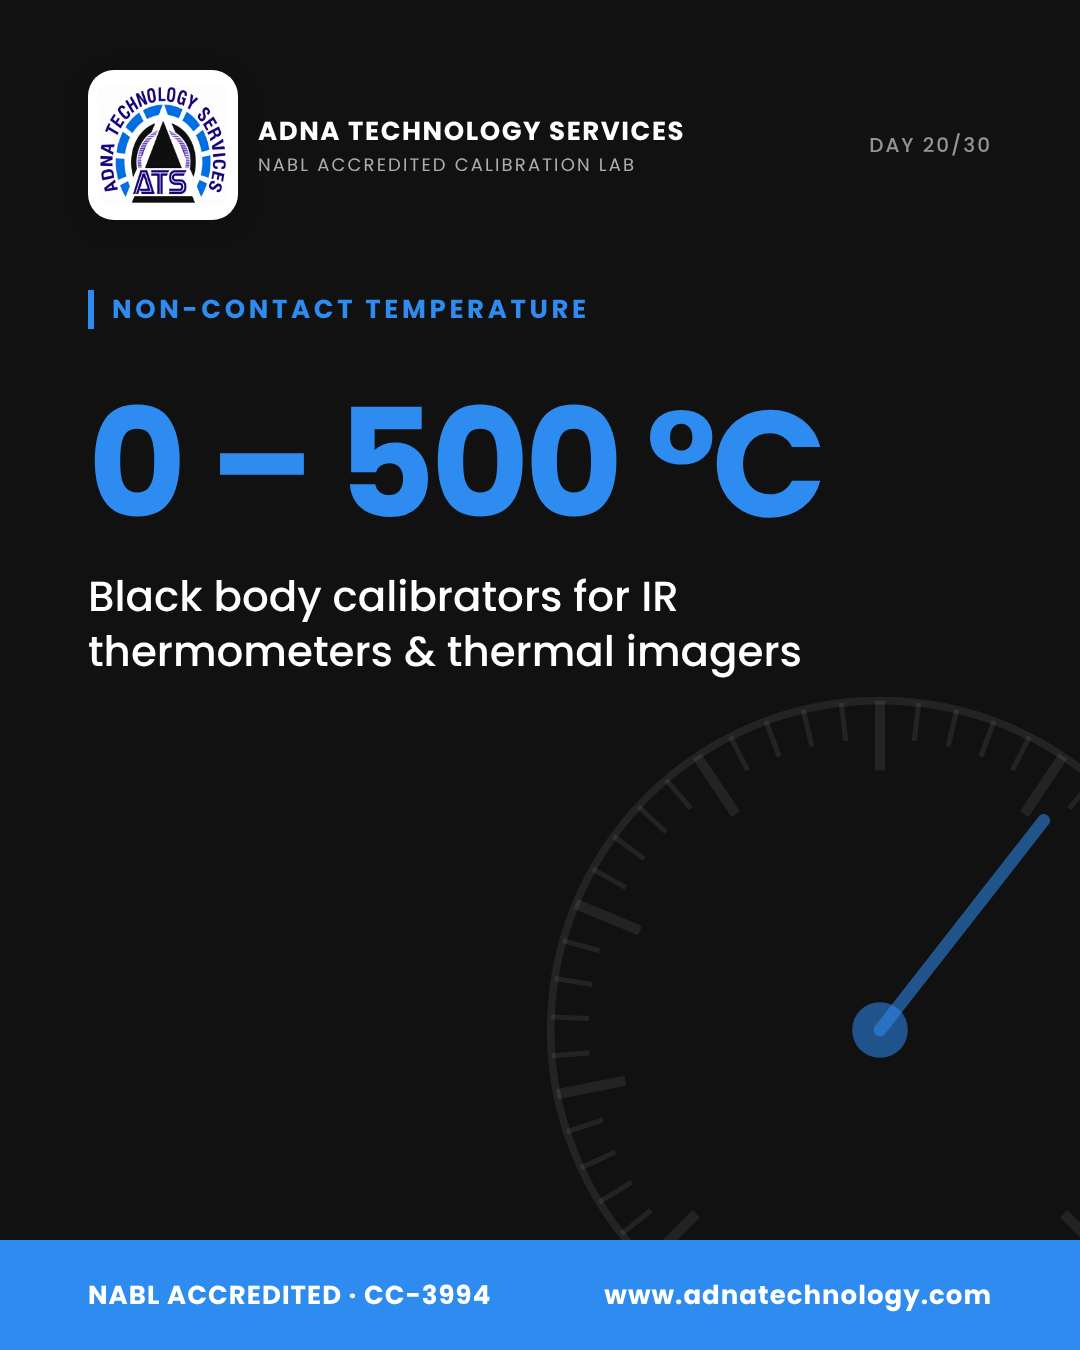 ADNA TECHNOLOGY SERVICES
ATS
ADNA TECHNOLOGY SERVICES
NABL ACCREDITED CALIBRATION LAB
DAY 20/30
NON-CONTACT TEMPERATURE
0 – 500 °C
Black body calibrators for IR
thermometers & thermal imagers
NABL ACCREDITED · CC-3994
www.adnatechnology.com